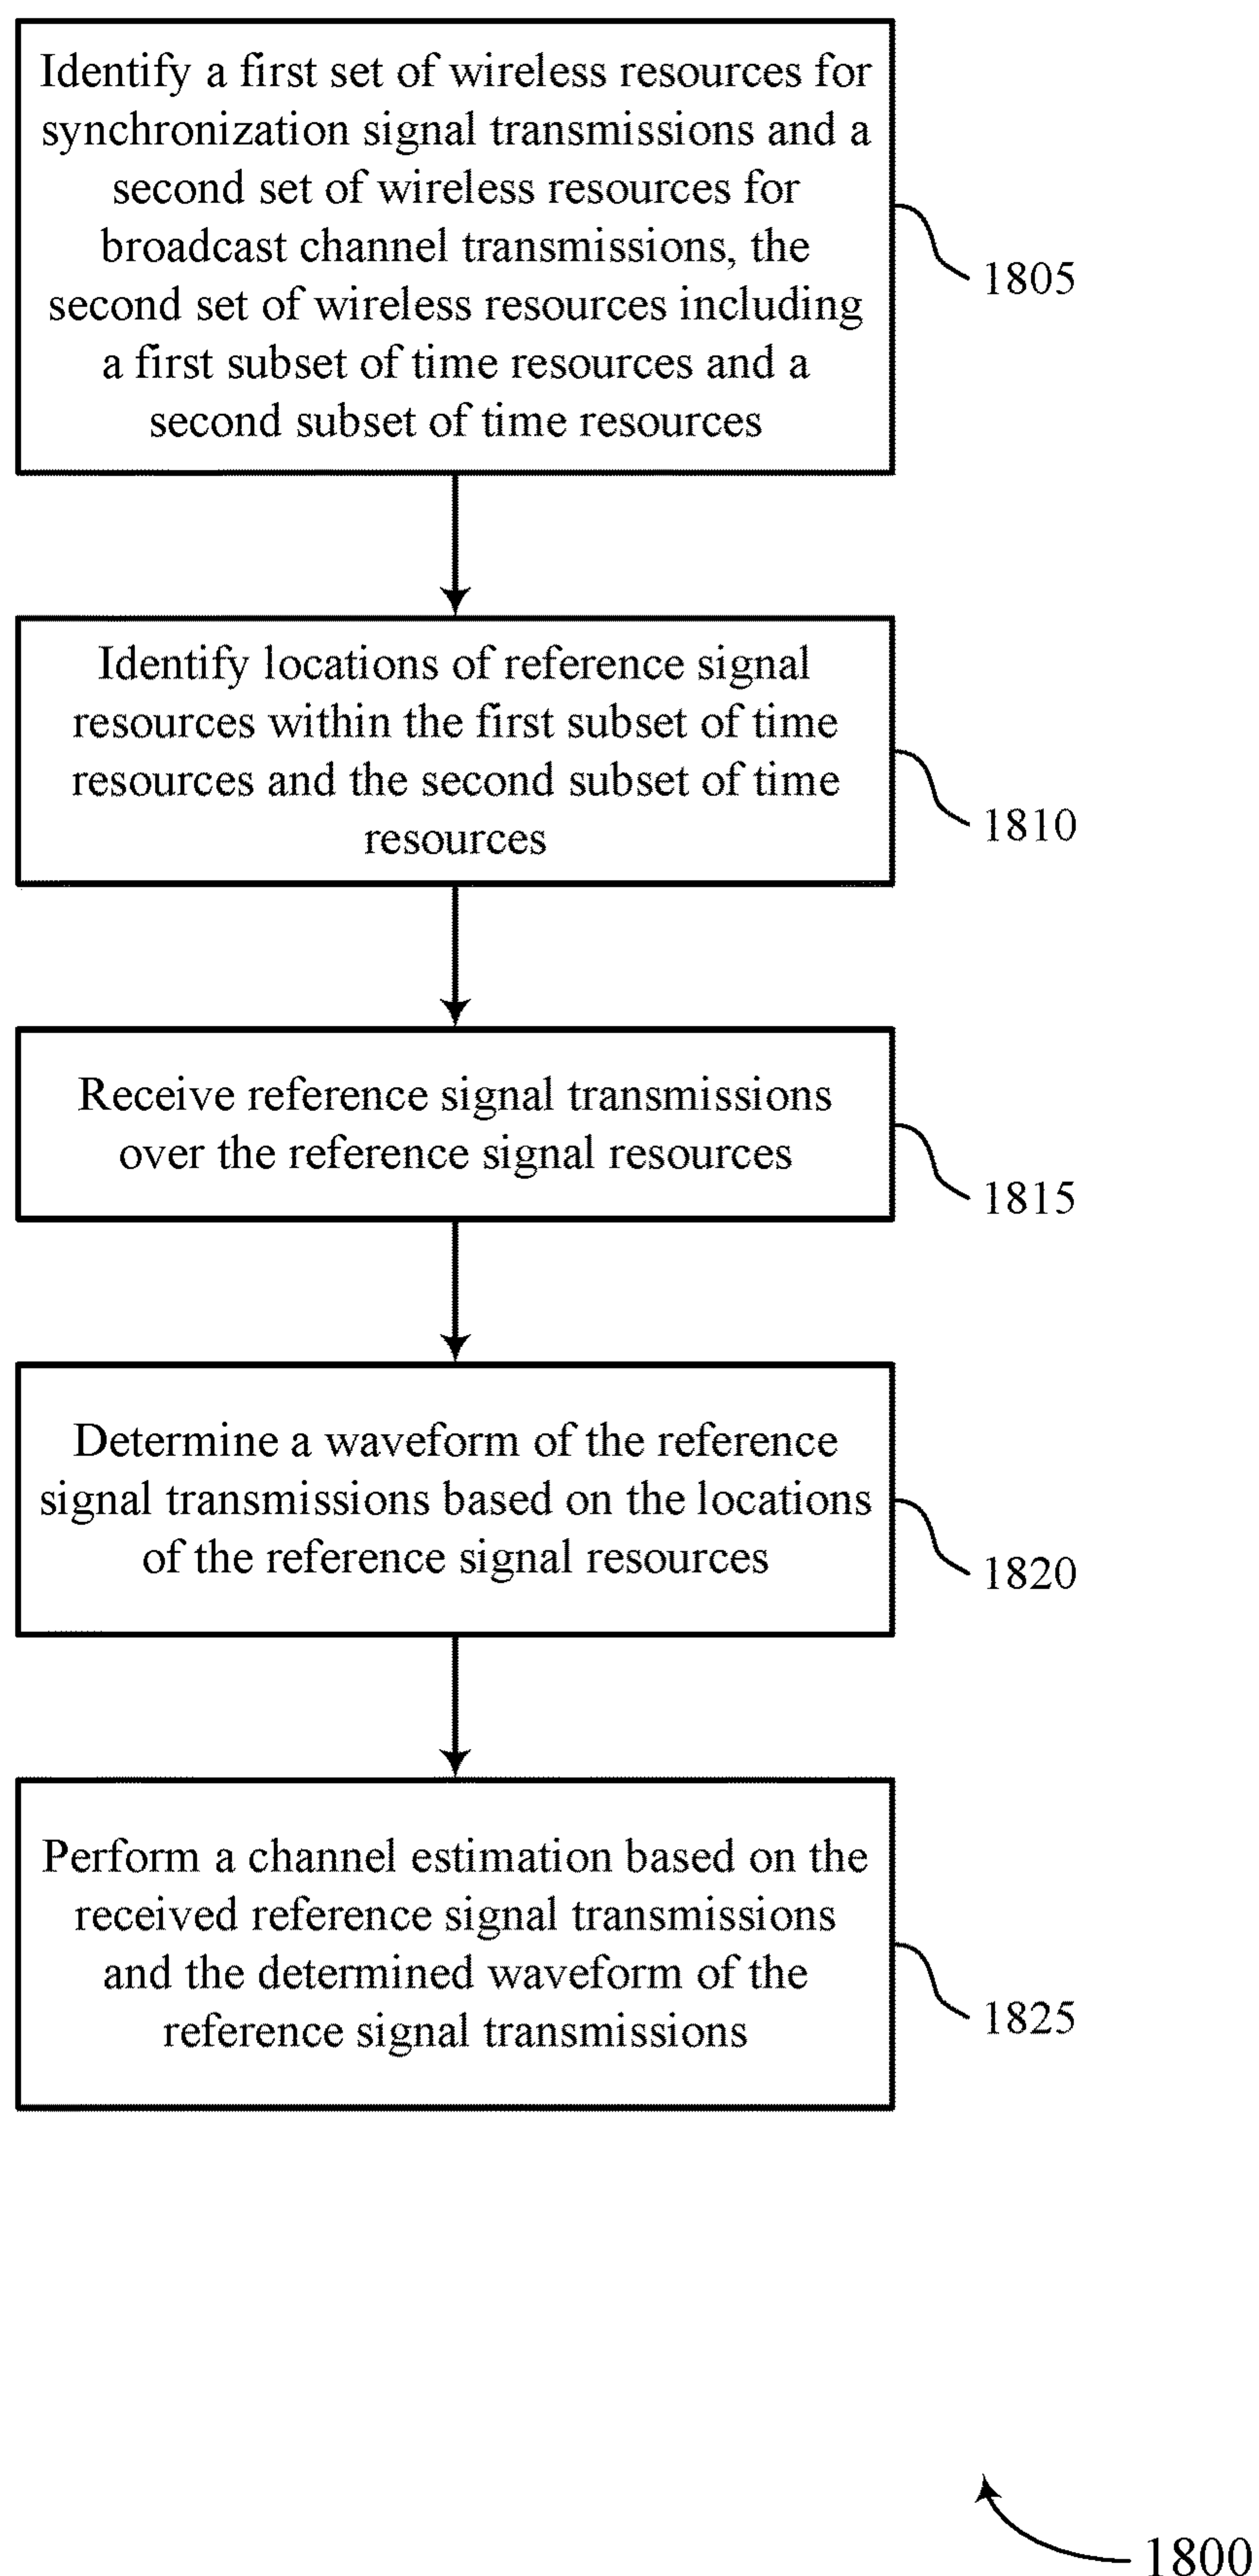 Identify a first set of wireless resources for
synchronization signal transmissions and a
second set of wireless resources for
broadcast channel transmissions, the
second set of wireless resources including
a first subset of time resources and a
second subset of time resources
1805
Identify locations of reference signal
resources within the first subset of time
resources and the second subset of time
resources
1810
Receive reference signal transmissions
over the reference signal resources
1815
Determine a waveform of the reference
signal transmissions based on the locations
of the reference signal resources
1820
Perform a channel estimation based on the
received reference signal transmissions
and the determined waveform of the
reference signal transmissions
1825
1800